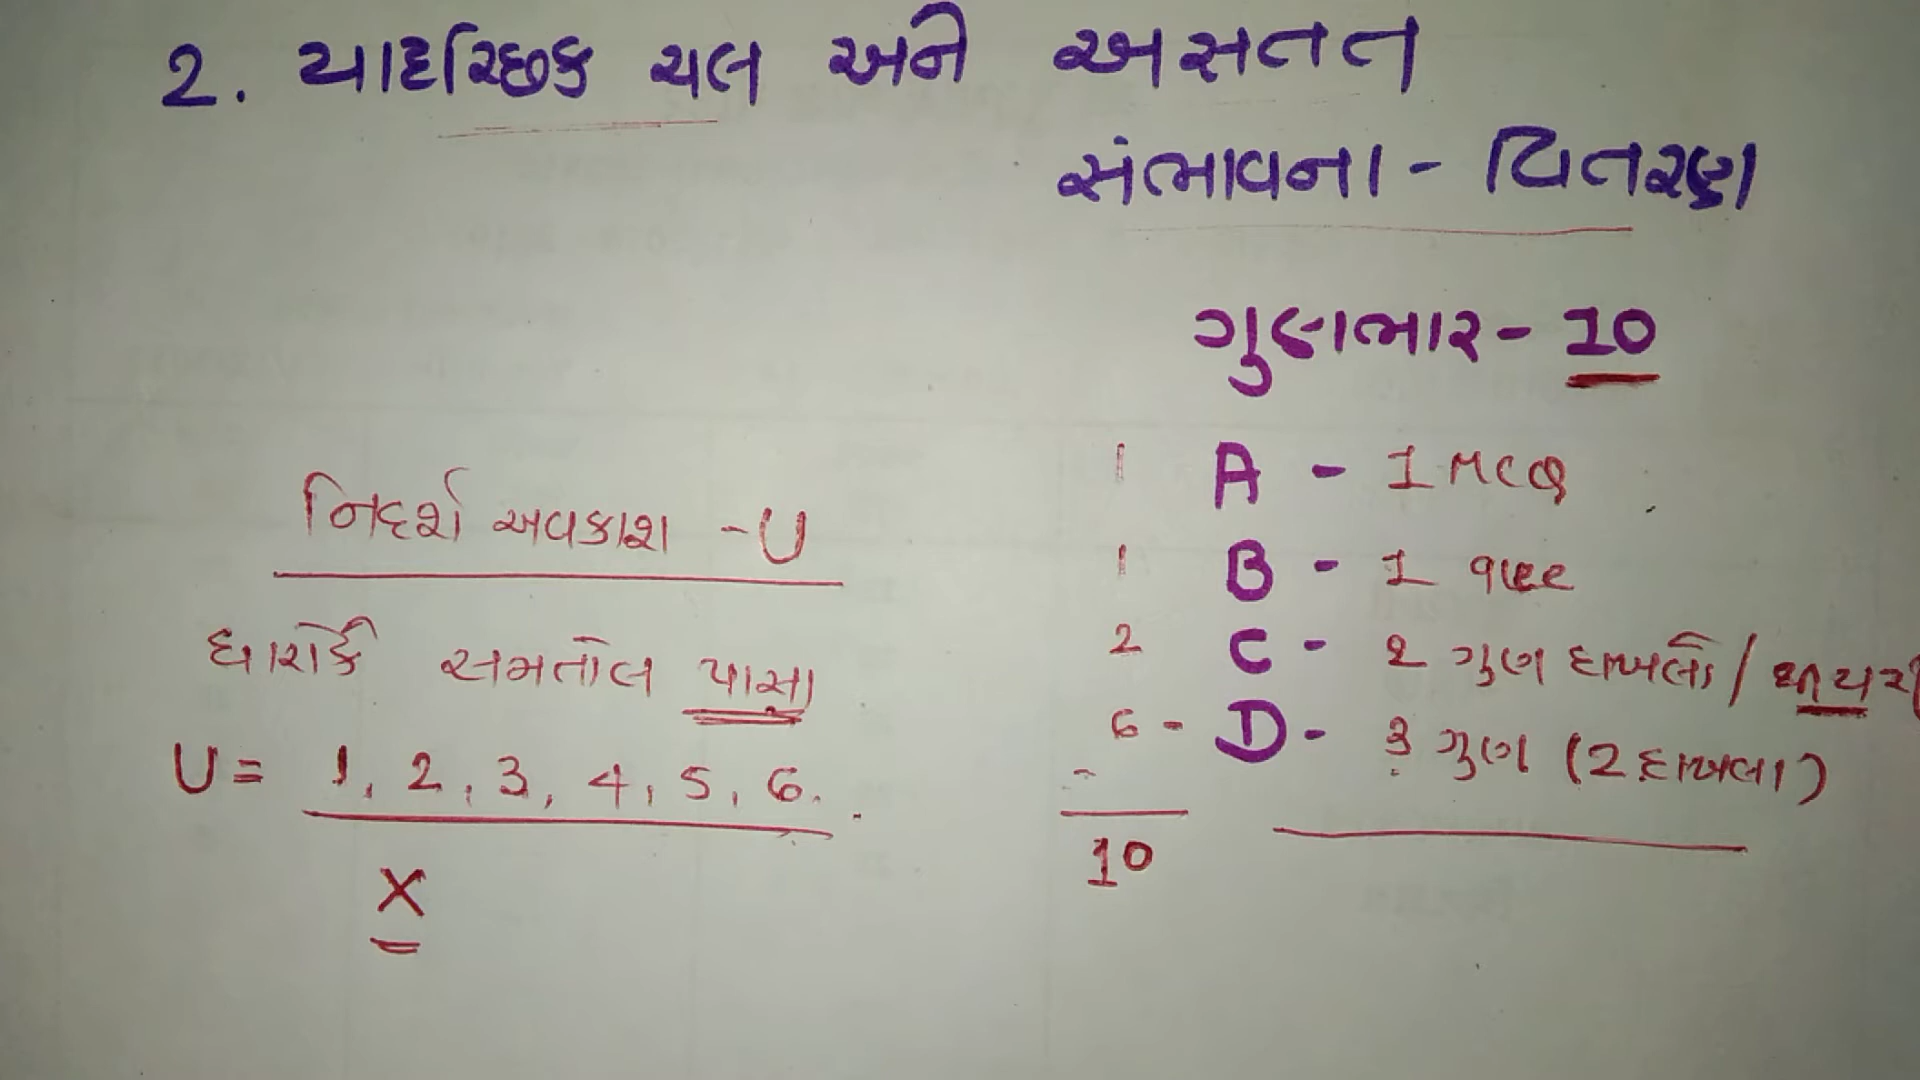 2. યાદચ્છિક ચલ અને અસતત
સંભાવના - વિતરણ
ગુણભાર - 10
1 A - 1 MCQ
1 B - 1
2 C - 2 ગુણ દાખલો /
6 - D - 3 ગુણ (2 દાખલા)
10
નિદર્શ અવકાશ - U
ધારોકે સમતોલ પાસા
U = 1, 2, 3, 4, 5, 6.
X